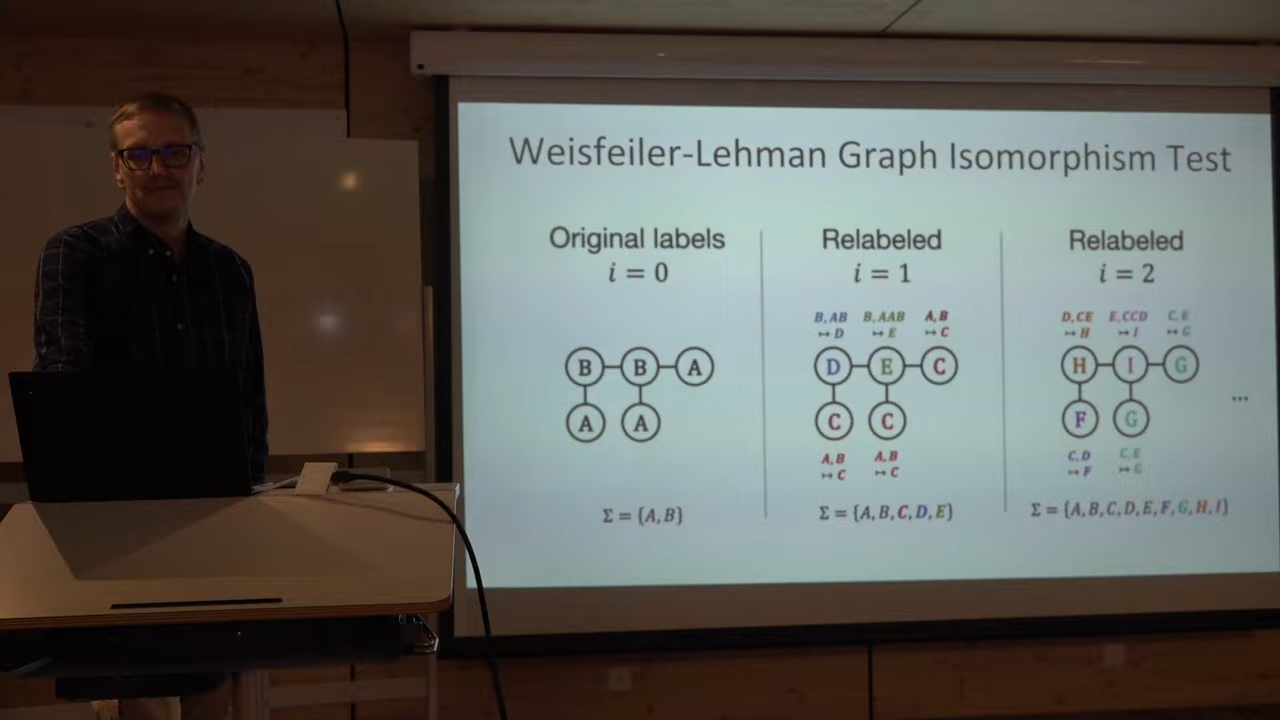 Weisfeiler-Lehman Graph Isomorphism Test
Original labels
i = 0
B B A
A A
Σ = {A, B}
Relabeled
i = 1
B, AB B, AAB A, B
↦ D ↦ E ↦ C
D E C
C C
A, B A, B
↦ C ↦ C
Σ = {A, B, C, D, E}
Relabeled
i = 2
D, CE E, CCD C, E
↦ H ↦ I ↦ G
H I G
F G
C, D C, E
↦ F ↦ G
Σ = {A, B, C, D, E, F, G, H, I}
...